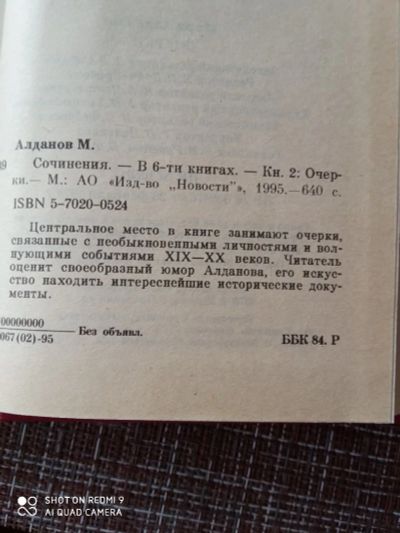 Алданов М.
Сочинения. — В 6-ти книгах. — Кн. 2: Очер-
ки.— М.: АО «Изд-во „Новости"», 1995.—640 с.
ISBN 5-7020-0524
Центральное место в книге занимают очерки,
связанные с необыкновенными личностями и вол-
нующими событиями XIX—XX веков. Читатель
оценит своеобразный юмор Алданова, его искус-
ство находить интереснейшие исторические доку-
менты.
00000000
067(02)-95
Без объявл.
ББК 84. Р
SHOT ON REDMI 9
AI QUAD CAMERA